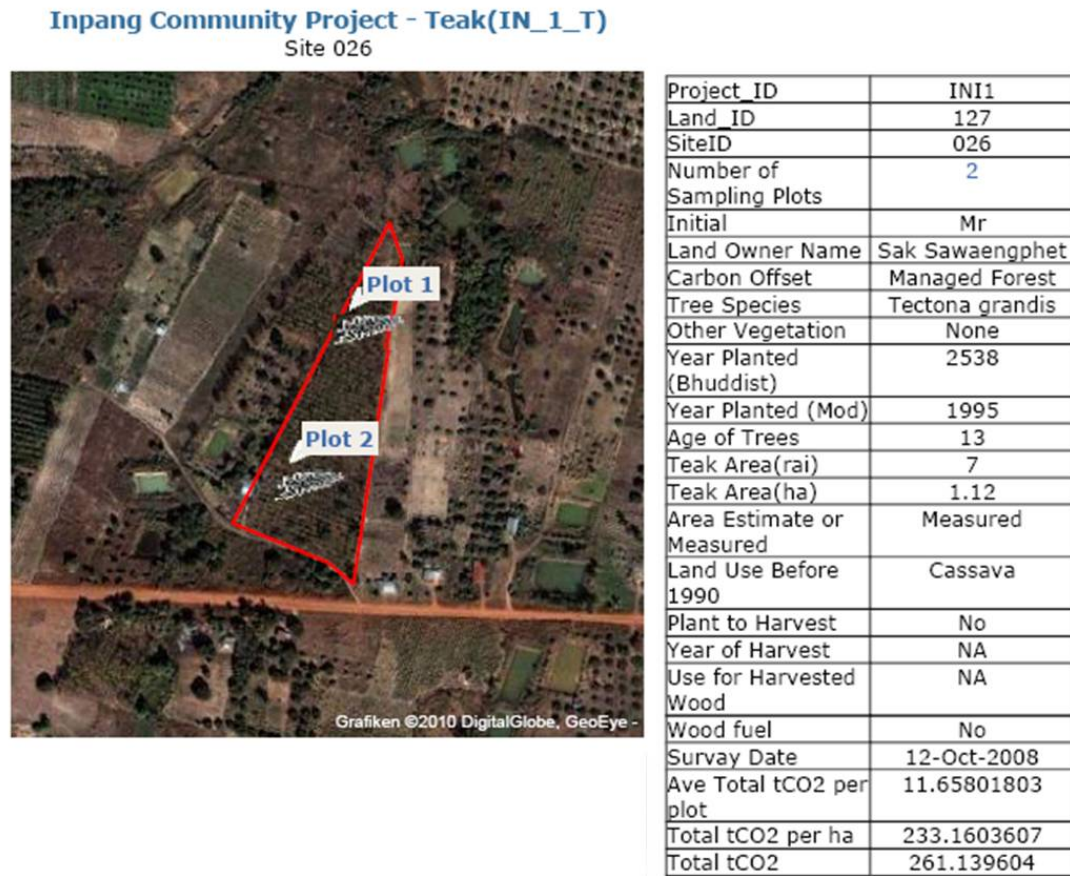 Inpang Community Project - Teak(IN_1_T)
Site 026
Plot 1
Plot 2
Grafiken ©2010 DigitalGlobe, GeoEye -
Project_ID INI1
Land_ID 127
SiteID 026
Number of 2
Sampling Plots
Initial Mr
Land Owner Name Sak Sawaengphet
Carbon Offset Managed Forest
Tree Species Tectona grandis
Other Vegetation None
Year Planted 2538
(Bhuddist)
Year Planted (Mod) 1995
Age of Trees 13
Teak Area(rai) 7
Teak Area(ha) 1.12
Area Estimate or Measured
Measured
Land Use Before Cassava
1990
Plant to Harvest No
Year of Harvest NA
Use for Harvested NA
Wood
Wood fuel No
Survay Date 12-Oct-2008
Ave Total tCO2 per 11.65801803
plot
Total tCO2 per ha 233.1603607
Total tCO2 261.139604